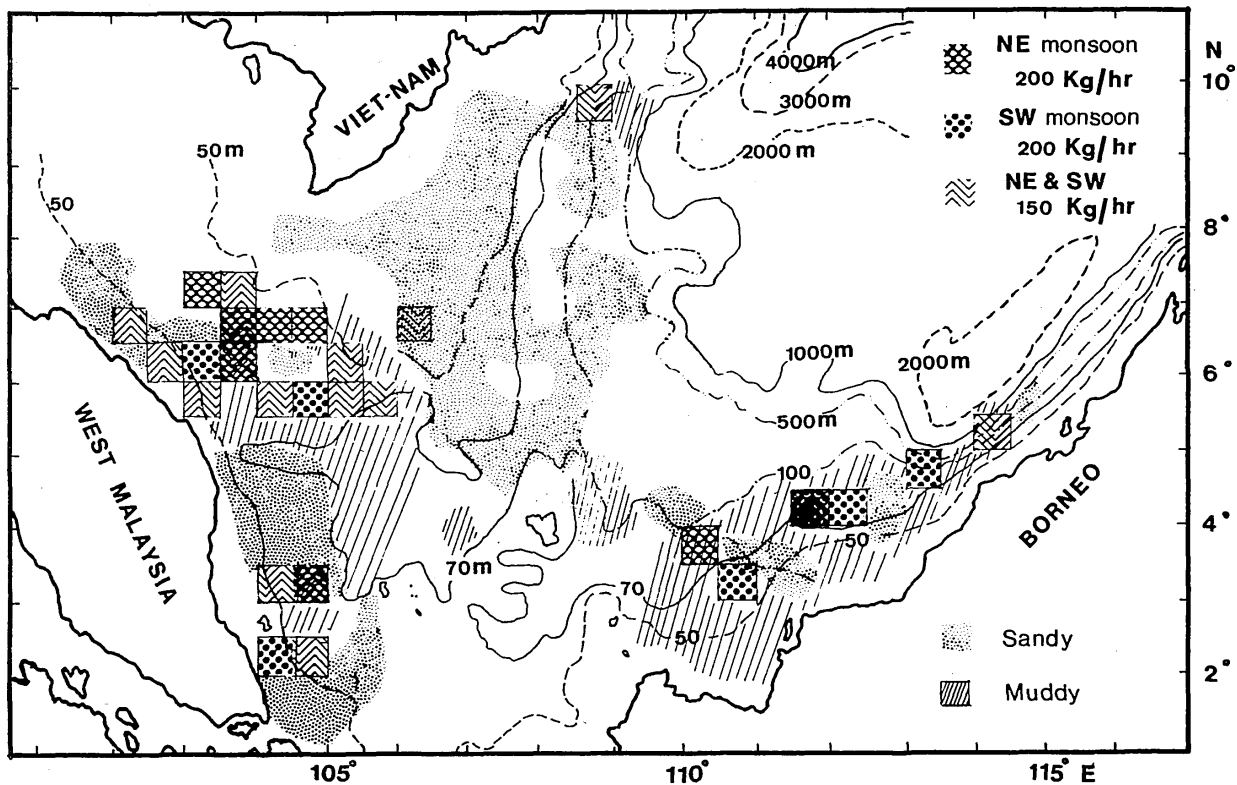 NE monsoon
200 Kg/hr
SW monsoon
200 Kg/hr
NE & SW
150 Kg/hr
N
10°
8°
6°
4°
2°
4000m
3000m
2000m
VIET-NAM
50m
50
1000m
2000m
500m
100
50
70
50
70m
WEST MALAYSIA
BORNEO
Sandy
Muddy
105°
110°
115° E